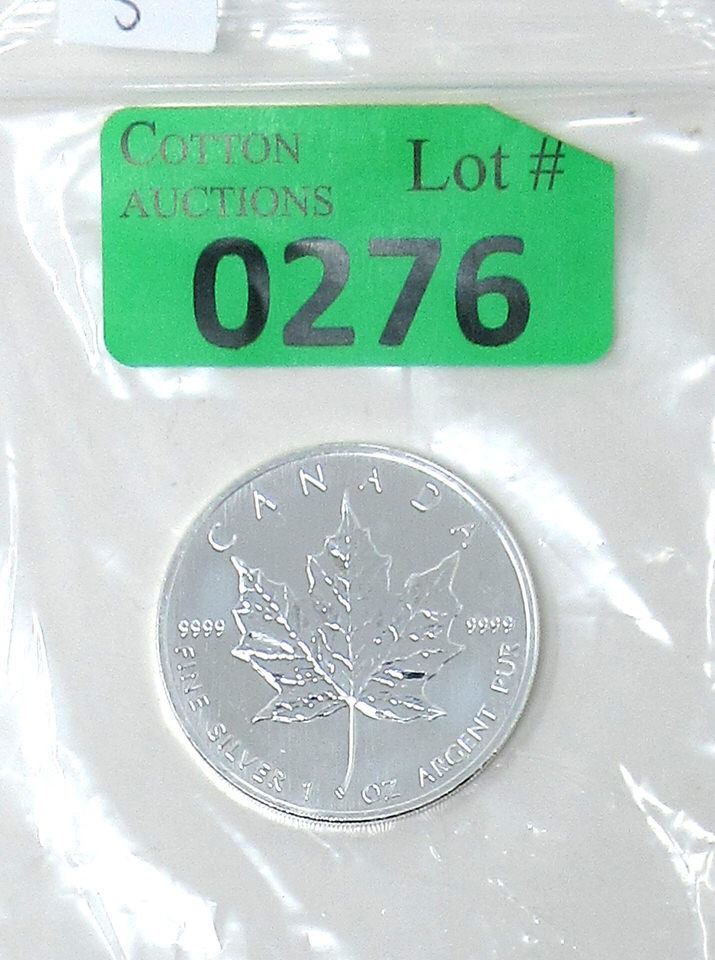 COTTON
AUCTIONS
Lot #
0276
CANADA
9999
9999
FINE SILVER 1 OZ ARGENT PUR